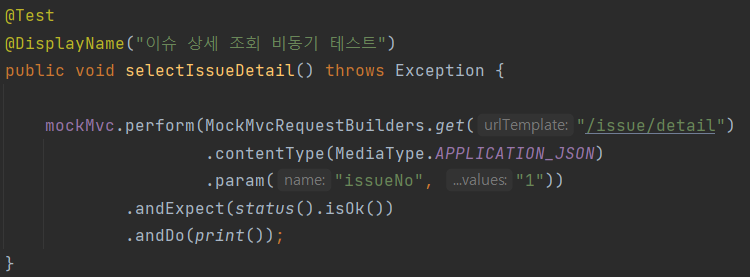 @Test
@DisplayName("이슈 상세 조회 비동기 테스트")
public void selectIssueDetail() throws Exception {
mockMvc.perform(MockMvcRequestBuilders.get( urlTemplate: "/issue/detail")
.contentType(MediaType.APPLICATION_JSON)
.param( name: "issueNo", ...values: "1"))
.andExpect(status().isOk())
.andDo(print());
}